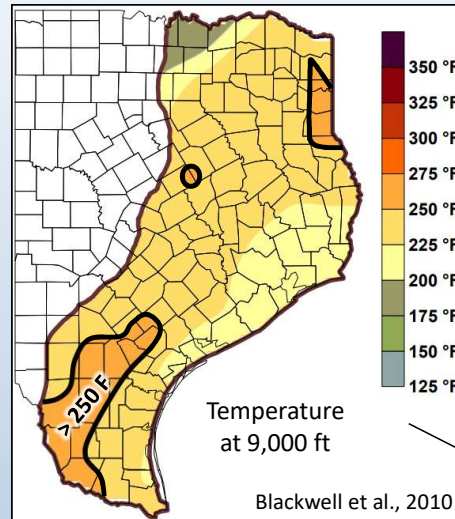 350 °F
325 °F
300 °F
275 °F
250 °F
225 °F
200 °F
175 °F
150 °F
125 °F
> 250 F
Temperature
at 9,000 ft
Blackwell et al., 2010